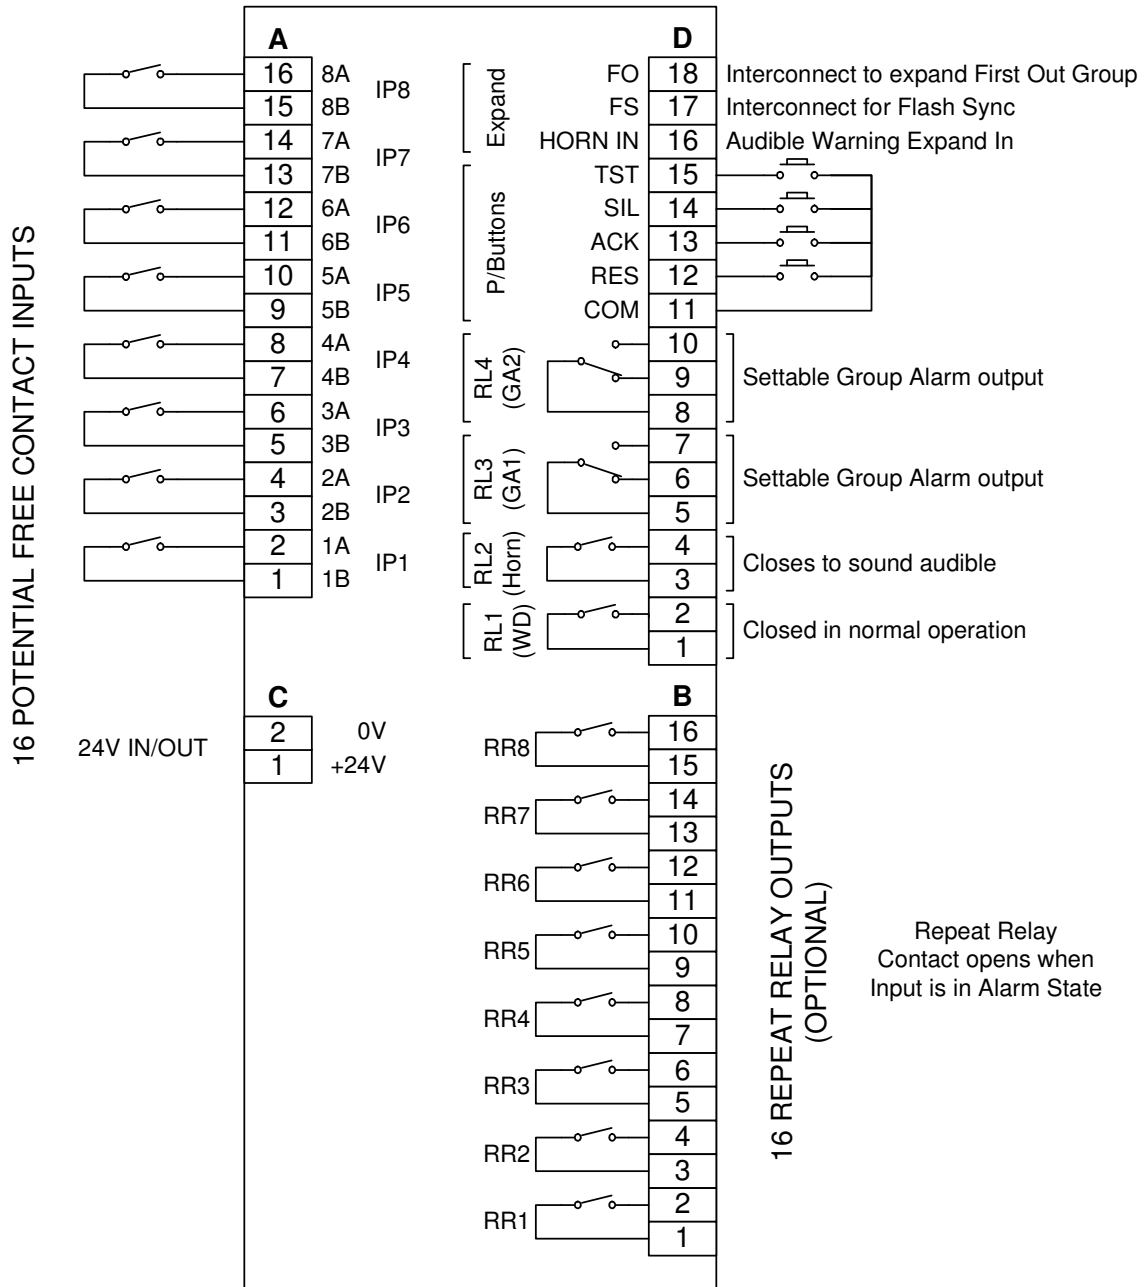 16 POTENTIAL FREE CONTACT INPUTS
A
16 8A
15 8B
IP8
14 7A
13 7B
IP7
12 6A
11 6B
IP6
10 5A
9 5B
IP5
8 4A
7 4B
IP4
6 3A
5 3B
IP3
4 2A
3 2B
IP2
2 1A
1 1B
IP1
C
24V IN/OUT
2 0V
1 +24V
D
Expand
FO 18 Interconnect to expand First Out Group
FS 17 Interconnect for Flash Sync
HORN IN 16 Audible Warning Expand In
P/Buttons
TST 15
SIL 14
ACK 13
RES 12
COM 11
RL4
(GA2)
10
9
8
Settable Group Alarm output
RL3
(GA1)
7
6
5
Settable Group Alarm output
RL2
(Horn)
4
3
Closes to sound audible
RL1
(WD)
2
1
Closed in normal operation
B
RR8
16
15
RR7
14
13
RR6
12
11
RR5
10
9
RR4
8
7
RR3
6
5
RR2
4
3
RR1
2
1
16 REPEAT RELAY OUTPUTS
(OPTIONAL)
Repeat Relay
Contact opens when
Input is in Alarm State